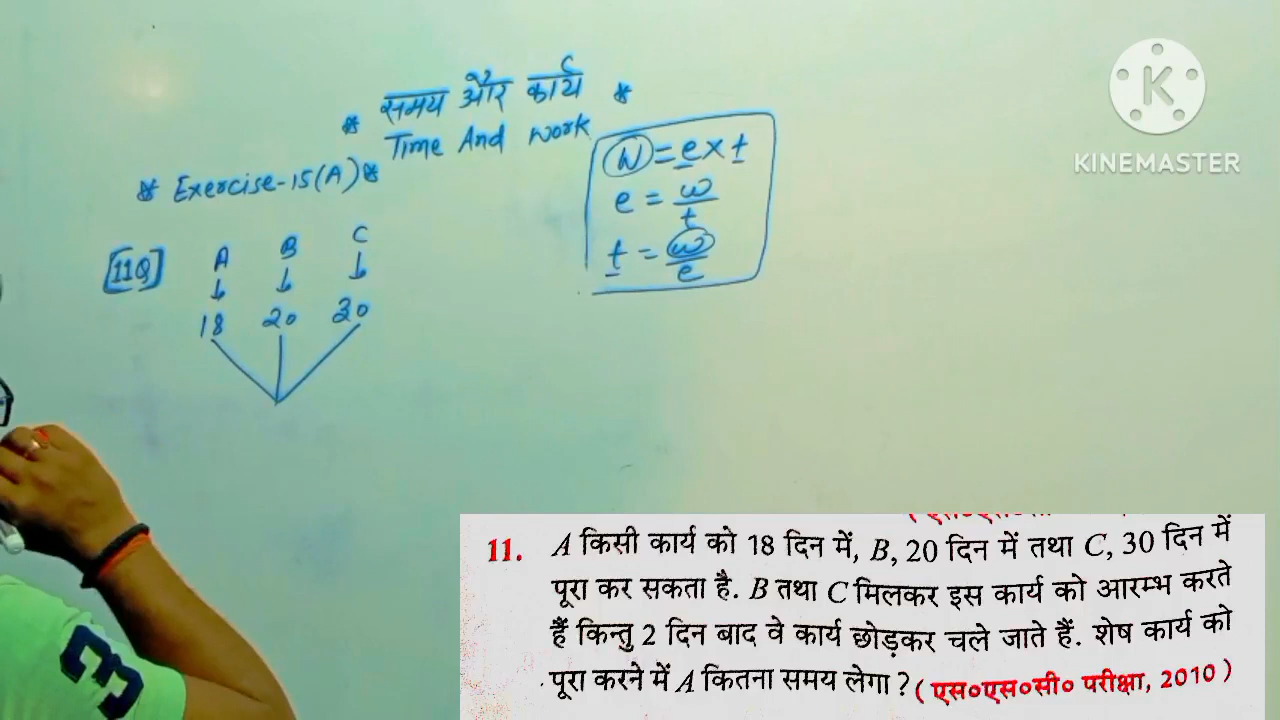 KINEMASTER
* समय और कार्य *
Time And work
* Exercise-15(A) *
W = e x t
e = w/t
t = w/e
[11Q] A B C
18 20 30
11. A किसी कार्य को 18 दिन में, B, 20 दिन में तथा C, 30 दिन में
पूरा कर सकता है. B तथा C मिलकर इस कार्य को आरम्भ करते
हैं किन्तु 2 दिन बाद वे कार्य छोड़कर चले जाते हैं. शेष कार्य को
पूरा करने में A कितना समय लेगा ? ( एस०एस०सी० परीक्षा, 2010 )
3